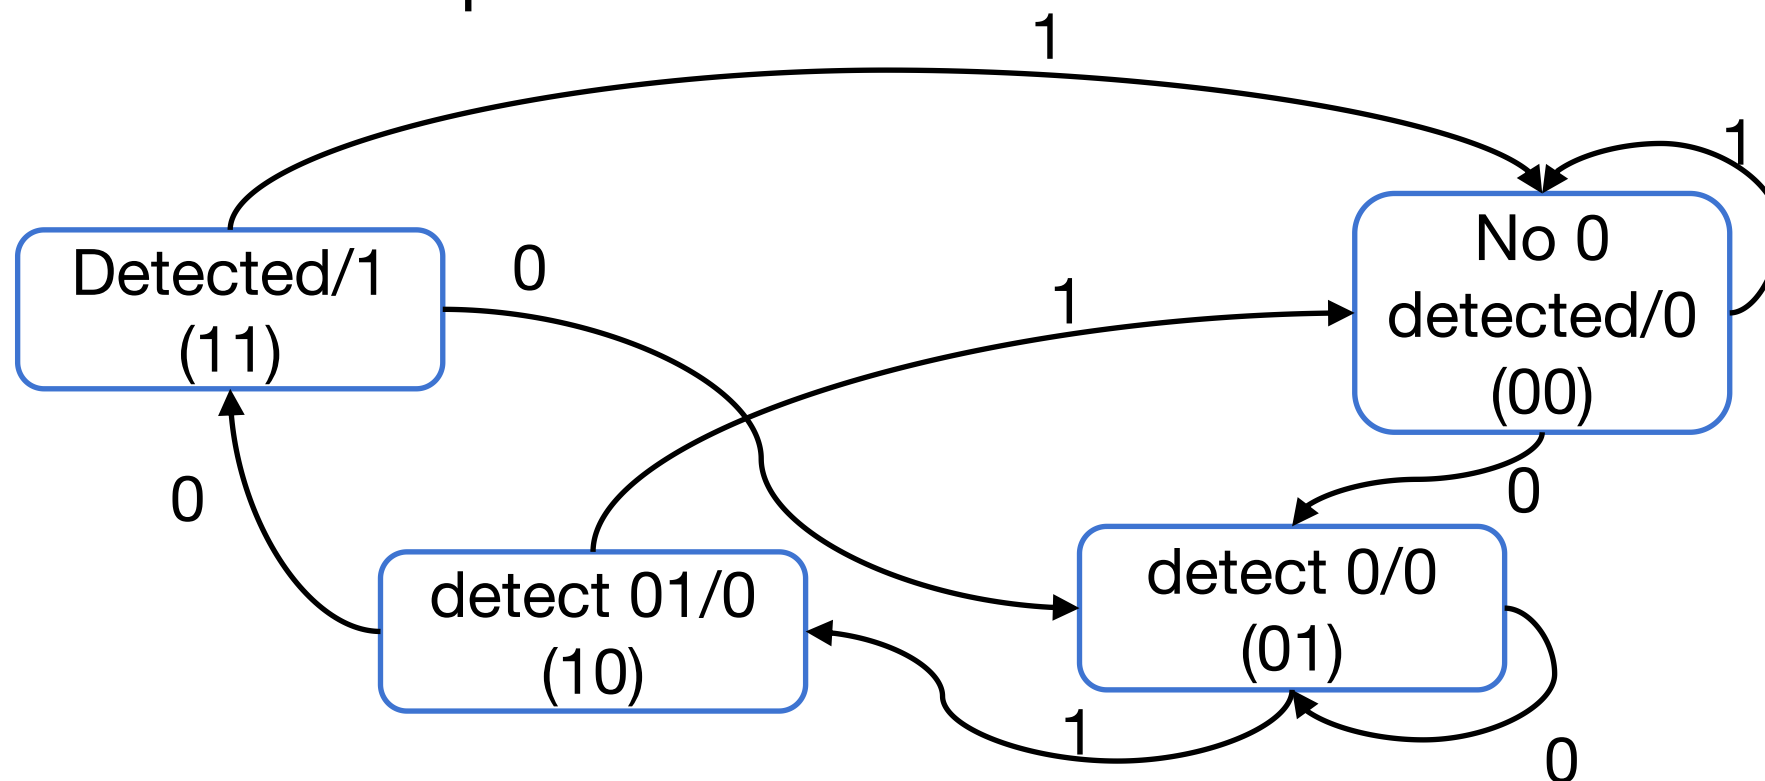 1
1
Detected/1
(11)
0
1
No 0
detected/0
(00)
0
0
detect 01/0
(10)
detect 0/0
(01)
1
0